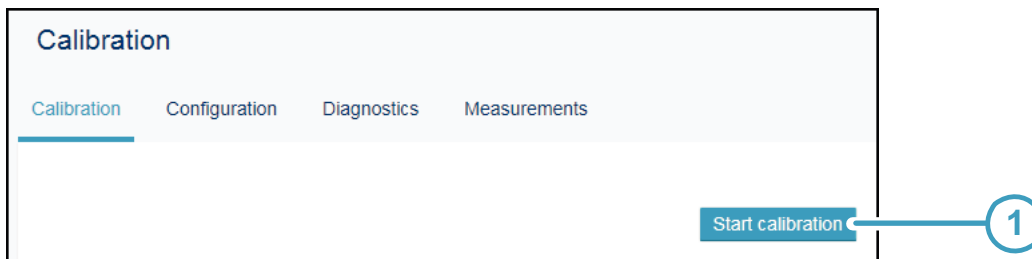 Calibration
Calibration Configuration Diagnostics Measurements
Start calibration
1